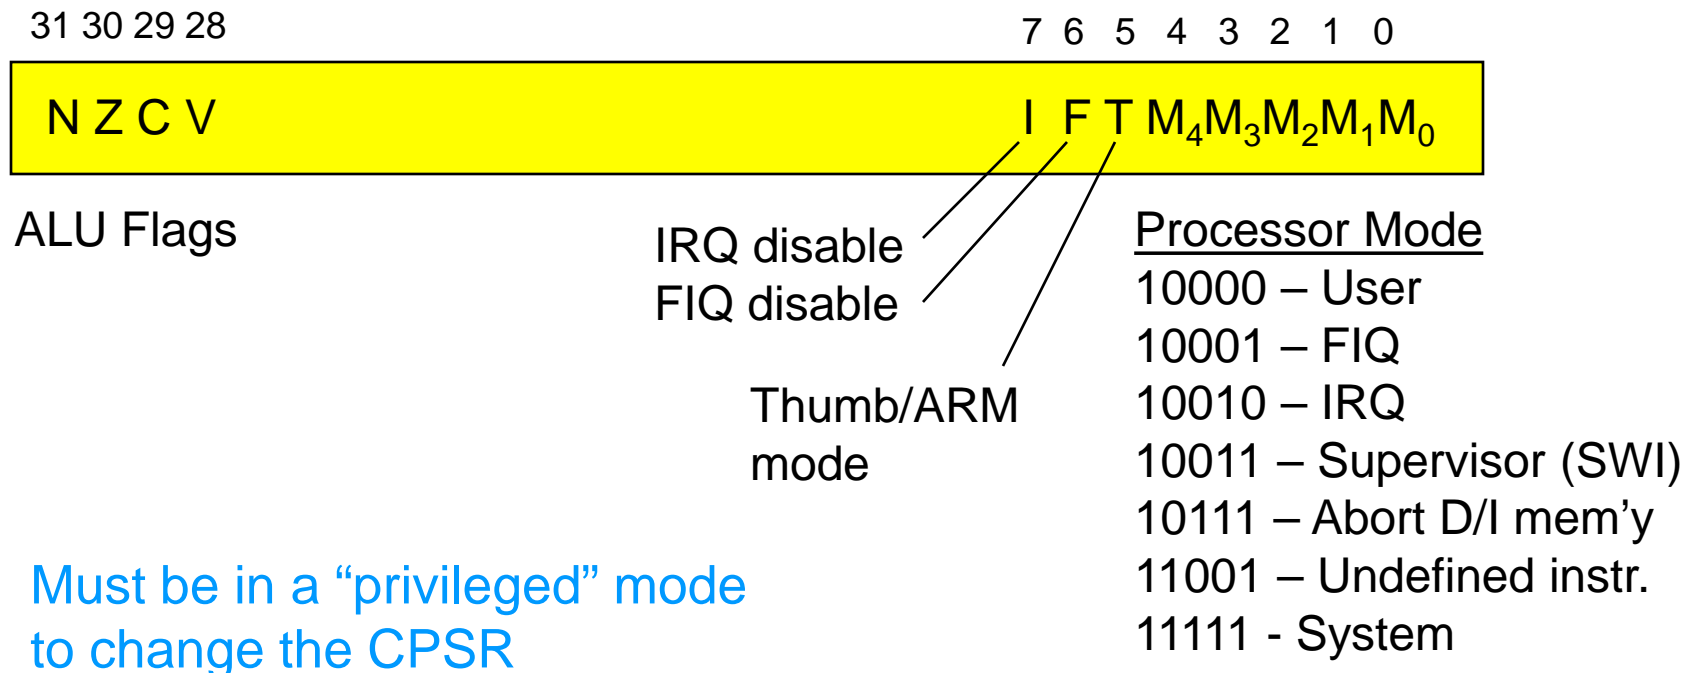 31 30 29 28 7 6 5 4 3 2 1 0
N Z C V I F T M₄M₃M₂M₁M₀
ALU Flags
IRQ disable
FIQ disable
Thumb/ARM
mode
Processor Mode
10000 – User
10001 – FIQ
10010 – IRQ
10011 – Supervisor (SWI)
10111 – Abort D/I mem’y
11001 – Undefined instr.
11111 - System
Must be in a “privileged” mode
to change the CPSR